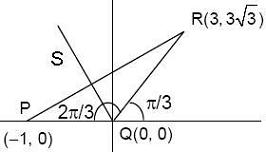 R(3, 3√3)
S
P
2π/3
π/3
(-1, 0)
Q(0, 0)